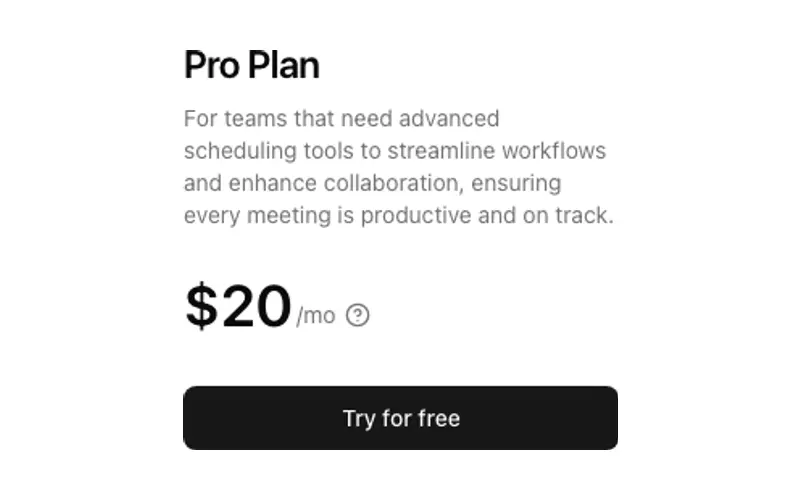 Pro Plan
For teams that need advanced
scheduling tools to streamline workflows
and enhance collaboration, ensuring
every meeting is productive and on track.
$20 /mo ?
Try for free